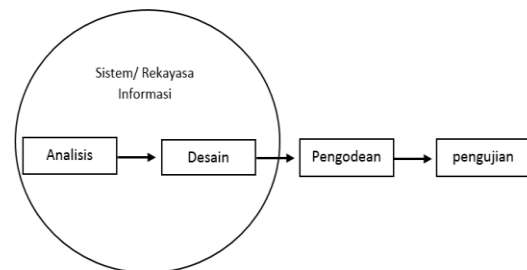 Sistem/ Rekayasa
Informasi
Analisis
Desain
Pengodean
pengujian